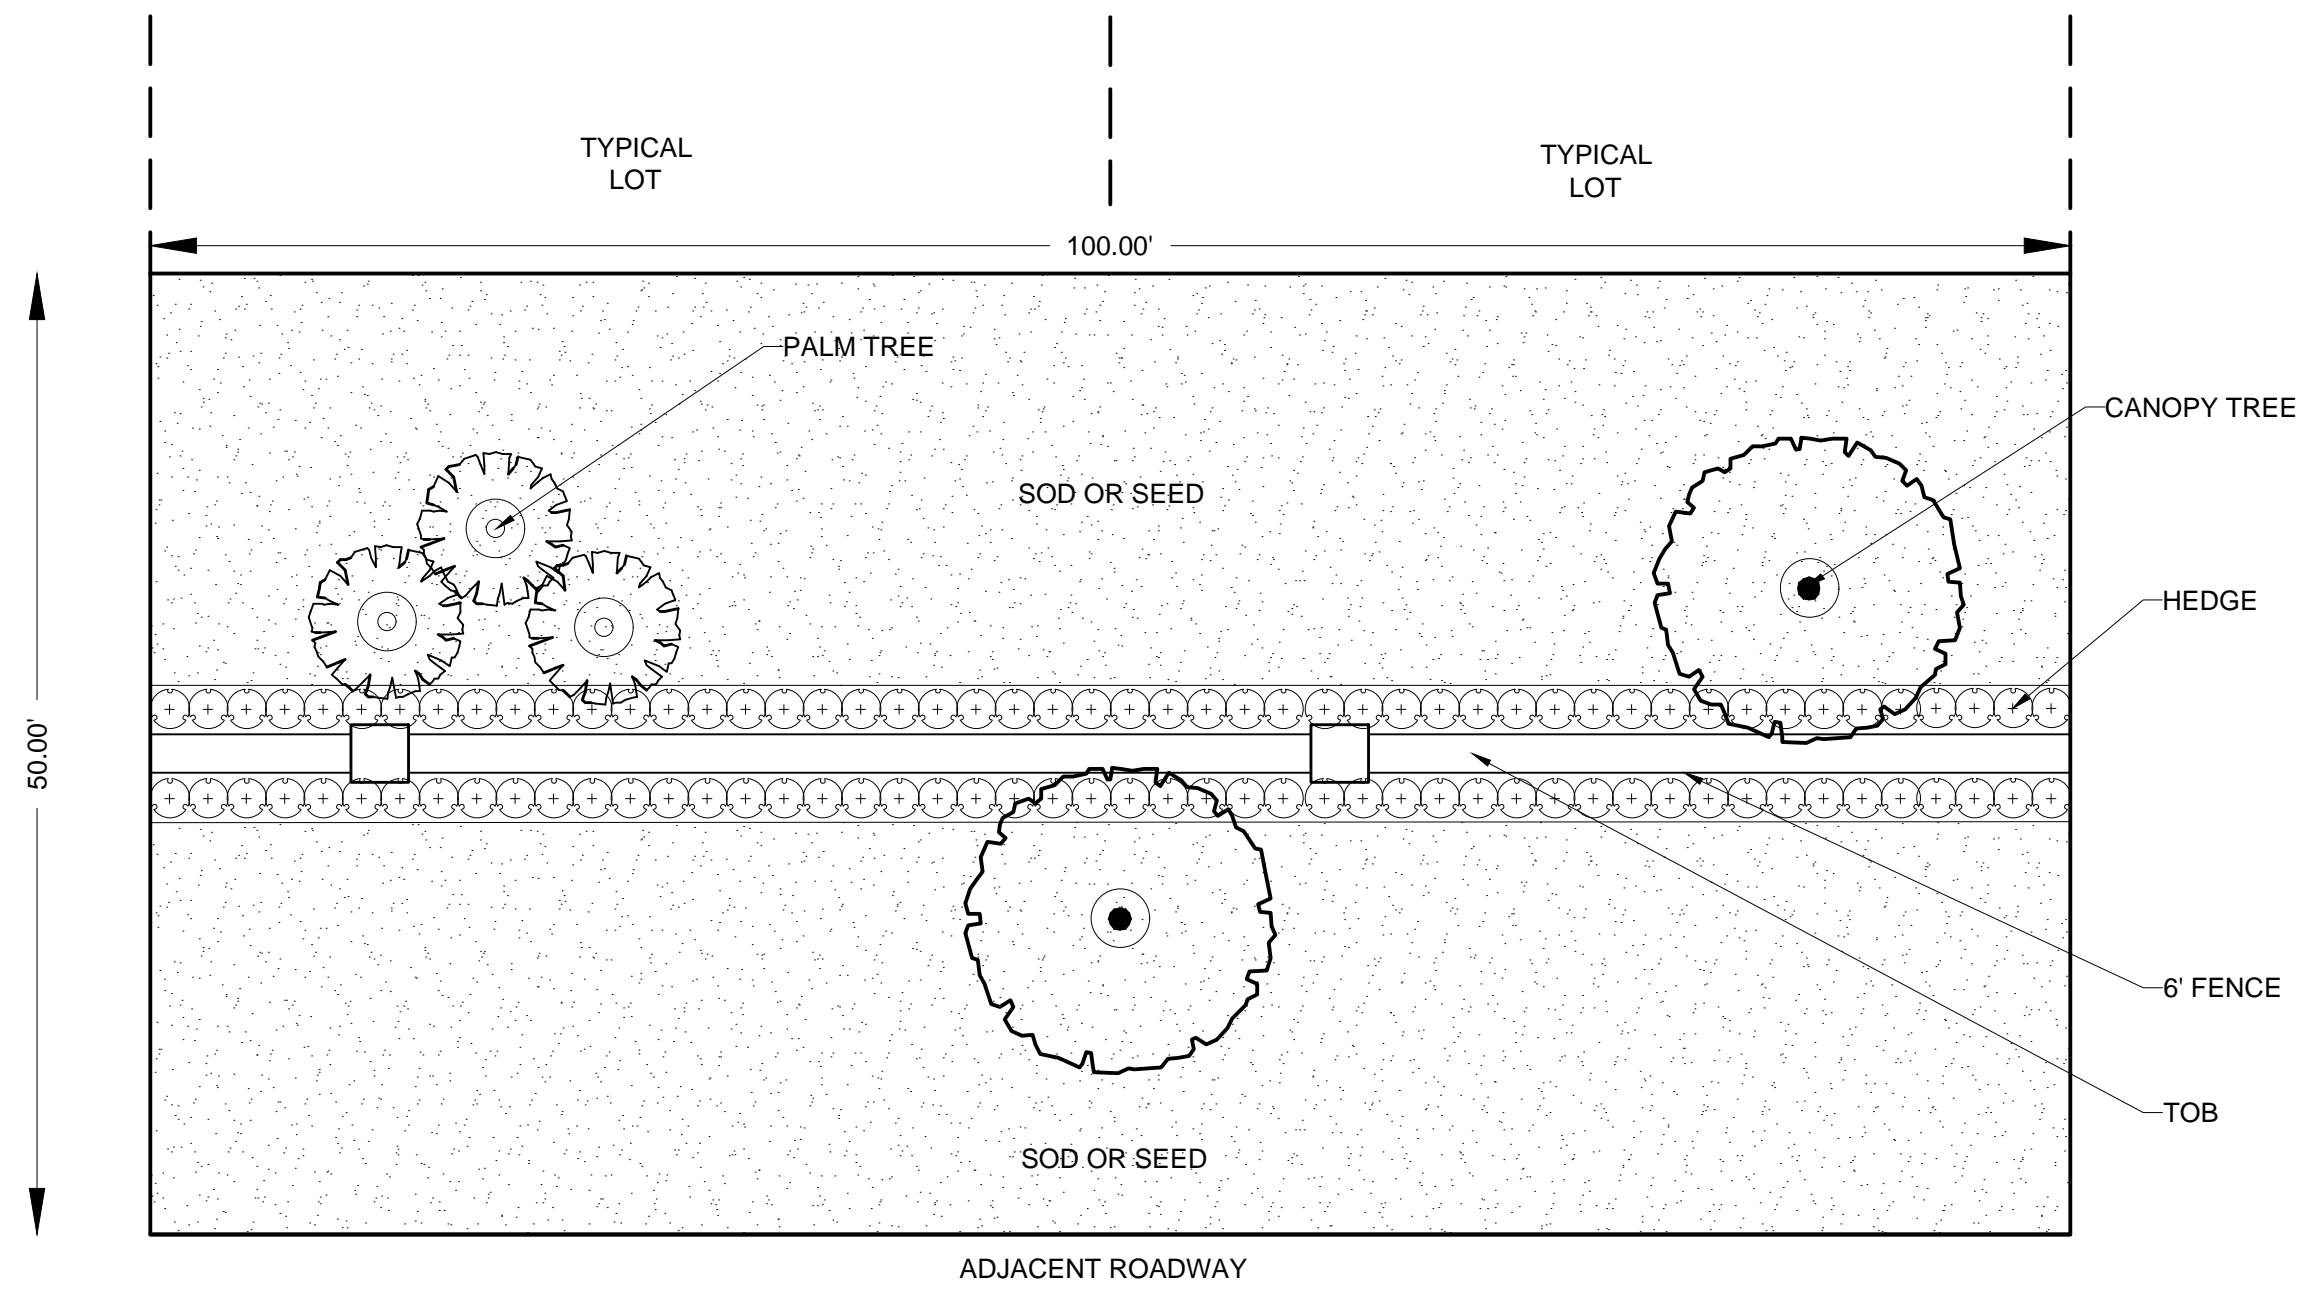 TYPICAL
LOT
TYPICAL
LOT
100.00'
PALM TREE
CANOPY TREE
SOD OR SEED
HEDGE
50.00'
6' FENCE
TOB
SOD OR SEED
ADJACENT ROADWAY